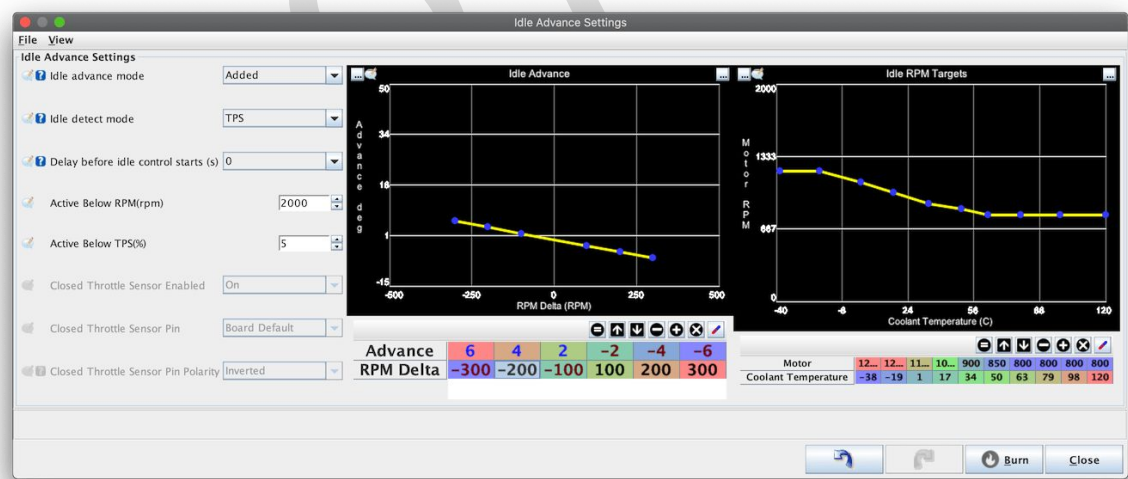 Idle Advance Settings
File View
Idle Advance Settings
Idle advance mode Added
Idle detect mode TPS
Delay before idle control starts (s) 0
Active Below RPM(rpm) 2000
Active Below TPS(%) 5
Closed Throttle Sensor Enabled On
Closed Throttle Sensor Pin Board Default
Closed Throttle Sensor Pin Polarity Inverted
... Idle Advance ...
Advance deg
50
34
18
1
-15
-500 -250 0 250 500
RPM Delta (RPM)
Advance 6 4 2 -2 -4 -6
RPM Delta -300 -200 -100 100 200 300
... Idle RPM Targets ...
Motor RPM
2000
1333
667
0
-40 -6 24 56 88 120
Coolant Temperature (C)
Motor 12... 12... 11... 10... 900 850 800 800 800 800
Coolant Temperature -38 -19 1 17 34 50 63 79 98 120
Burn Close